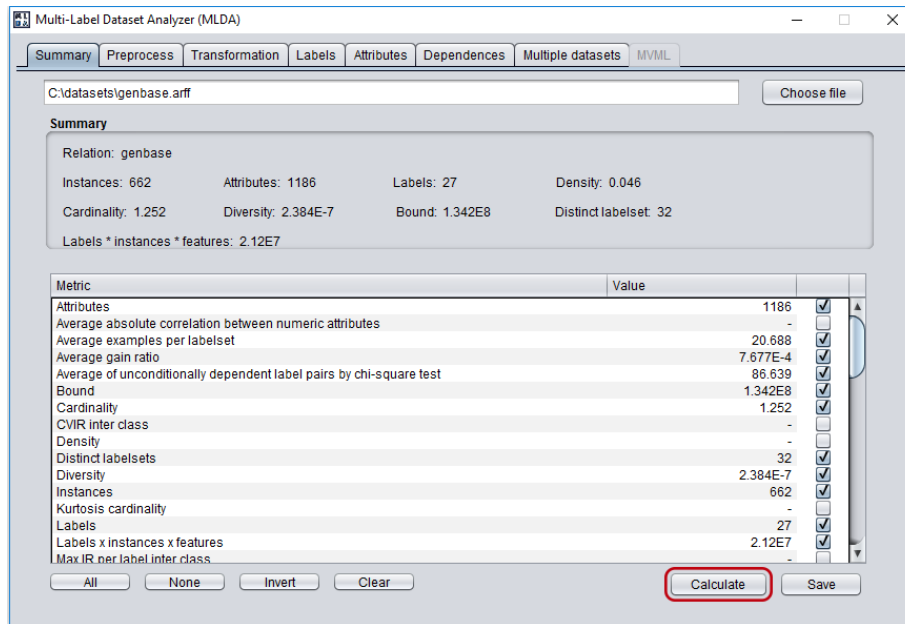 Multi-Label Dataset Analyzer (MLDA)
Summary Preprocess Transformation Labels Attributes Dependences Multiple datasets MVML
C:\datasets\genbase.arff Choose file
Summary
Relation: genbase
Instances: 662 Attributes: 1186 Labels: 27 Density: 0.046
Cardinality: 1.252 Diversity: 2.384E-7 Bound: 1.342E8 Distinct labelset: 32
Labels * instances * features: 2.12E7
Metric Value
Attributes 1186
Average absolute correlation between numeric attributes -
Average examples per labelset 20.688
Average gain ratio 7.677E-4
Average of unconditionally dependent label pairs by chi-square test 86.639
Bound 1.342E8
Cardinality 1.252
CVIR inter class -
Density -
Distinct labelsets 32
Diversity 2.384E-7
Instances 662
Kurtosis cardinality -
Labels 27
Labels x instances x features 2.12E7
Max IR per label inter class -
All None Invert Clear Calculate Save